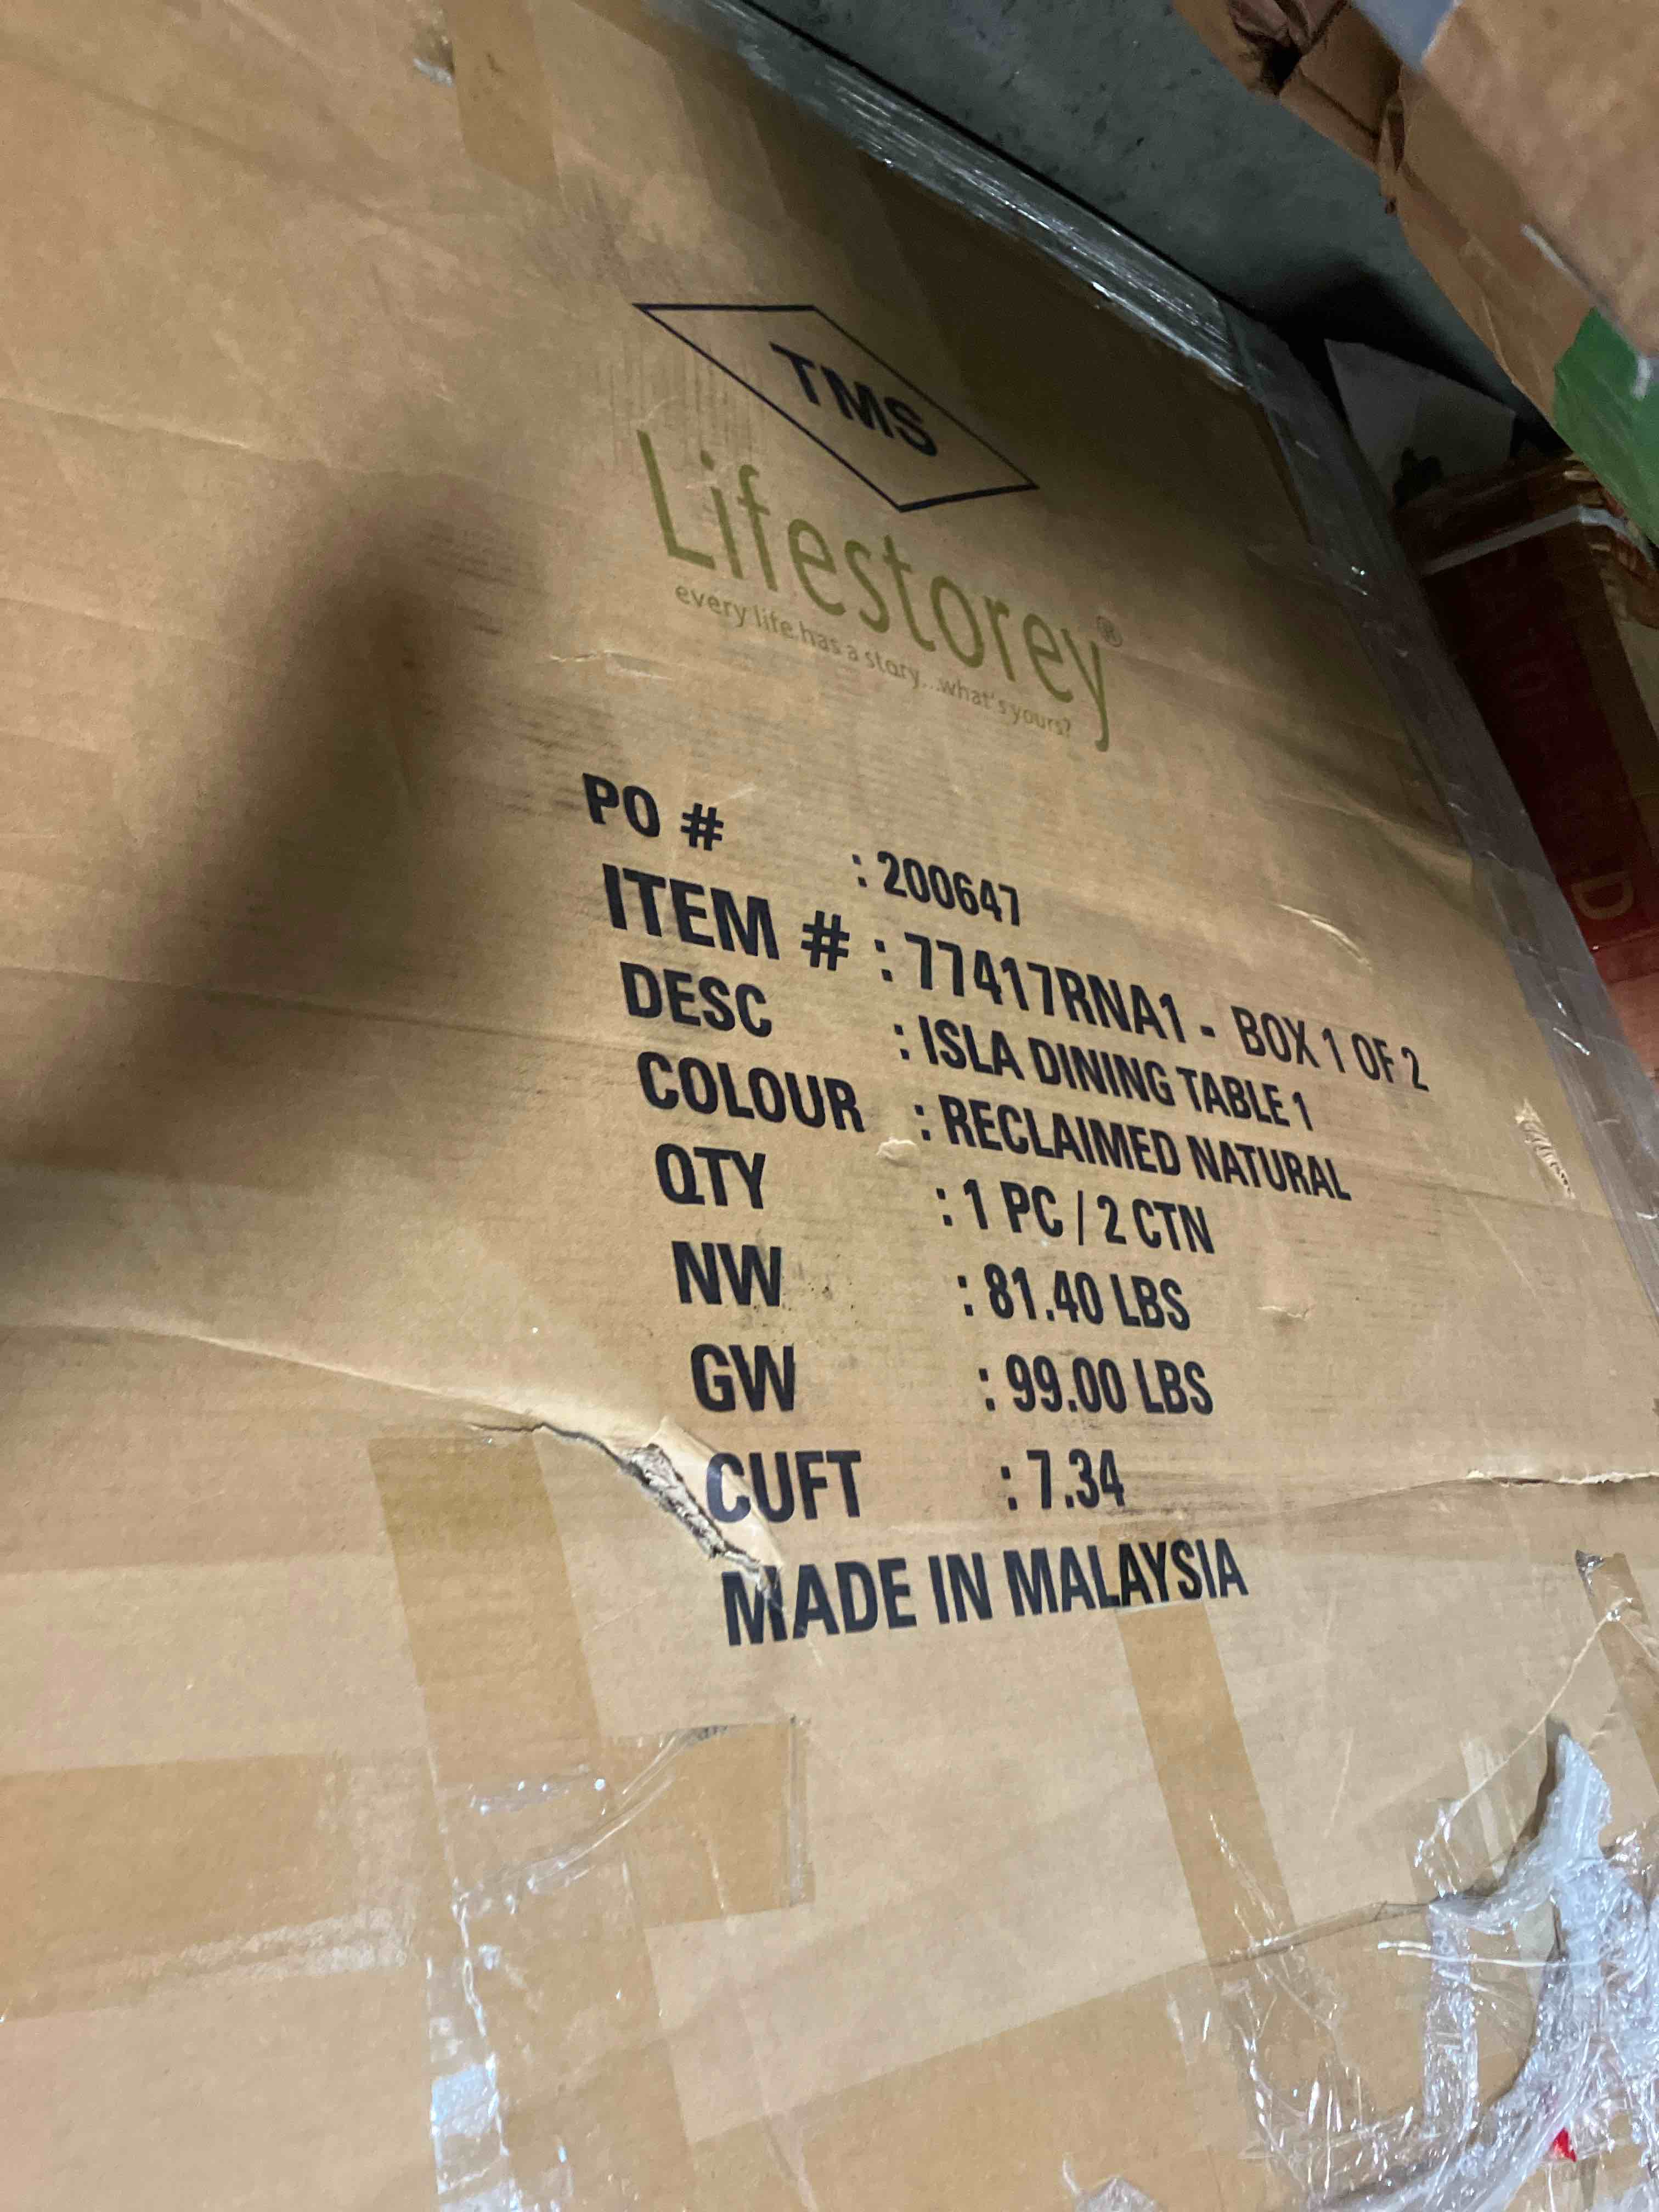 TMS
Lifestorey®
every life has a story...what's yours?
PO # : 200647
ITEM # : 77417RNA1 - BOX 1 OF 2
DESC : ISLA DINING TABLE 1
COLOUR : RECLAIMED NATURAL
QTY : 1 PC / 2 CTN
NW : 81.40 LBS
GW : 99.00 LBS
CUFT : 7.34
MADE IN MALAYSIA